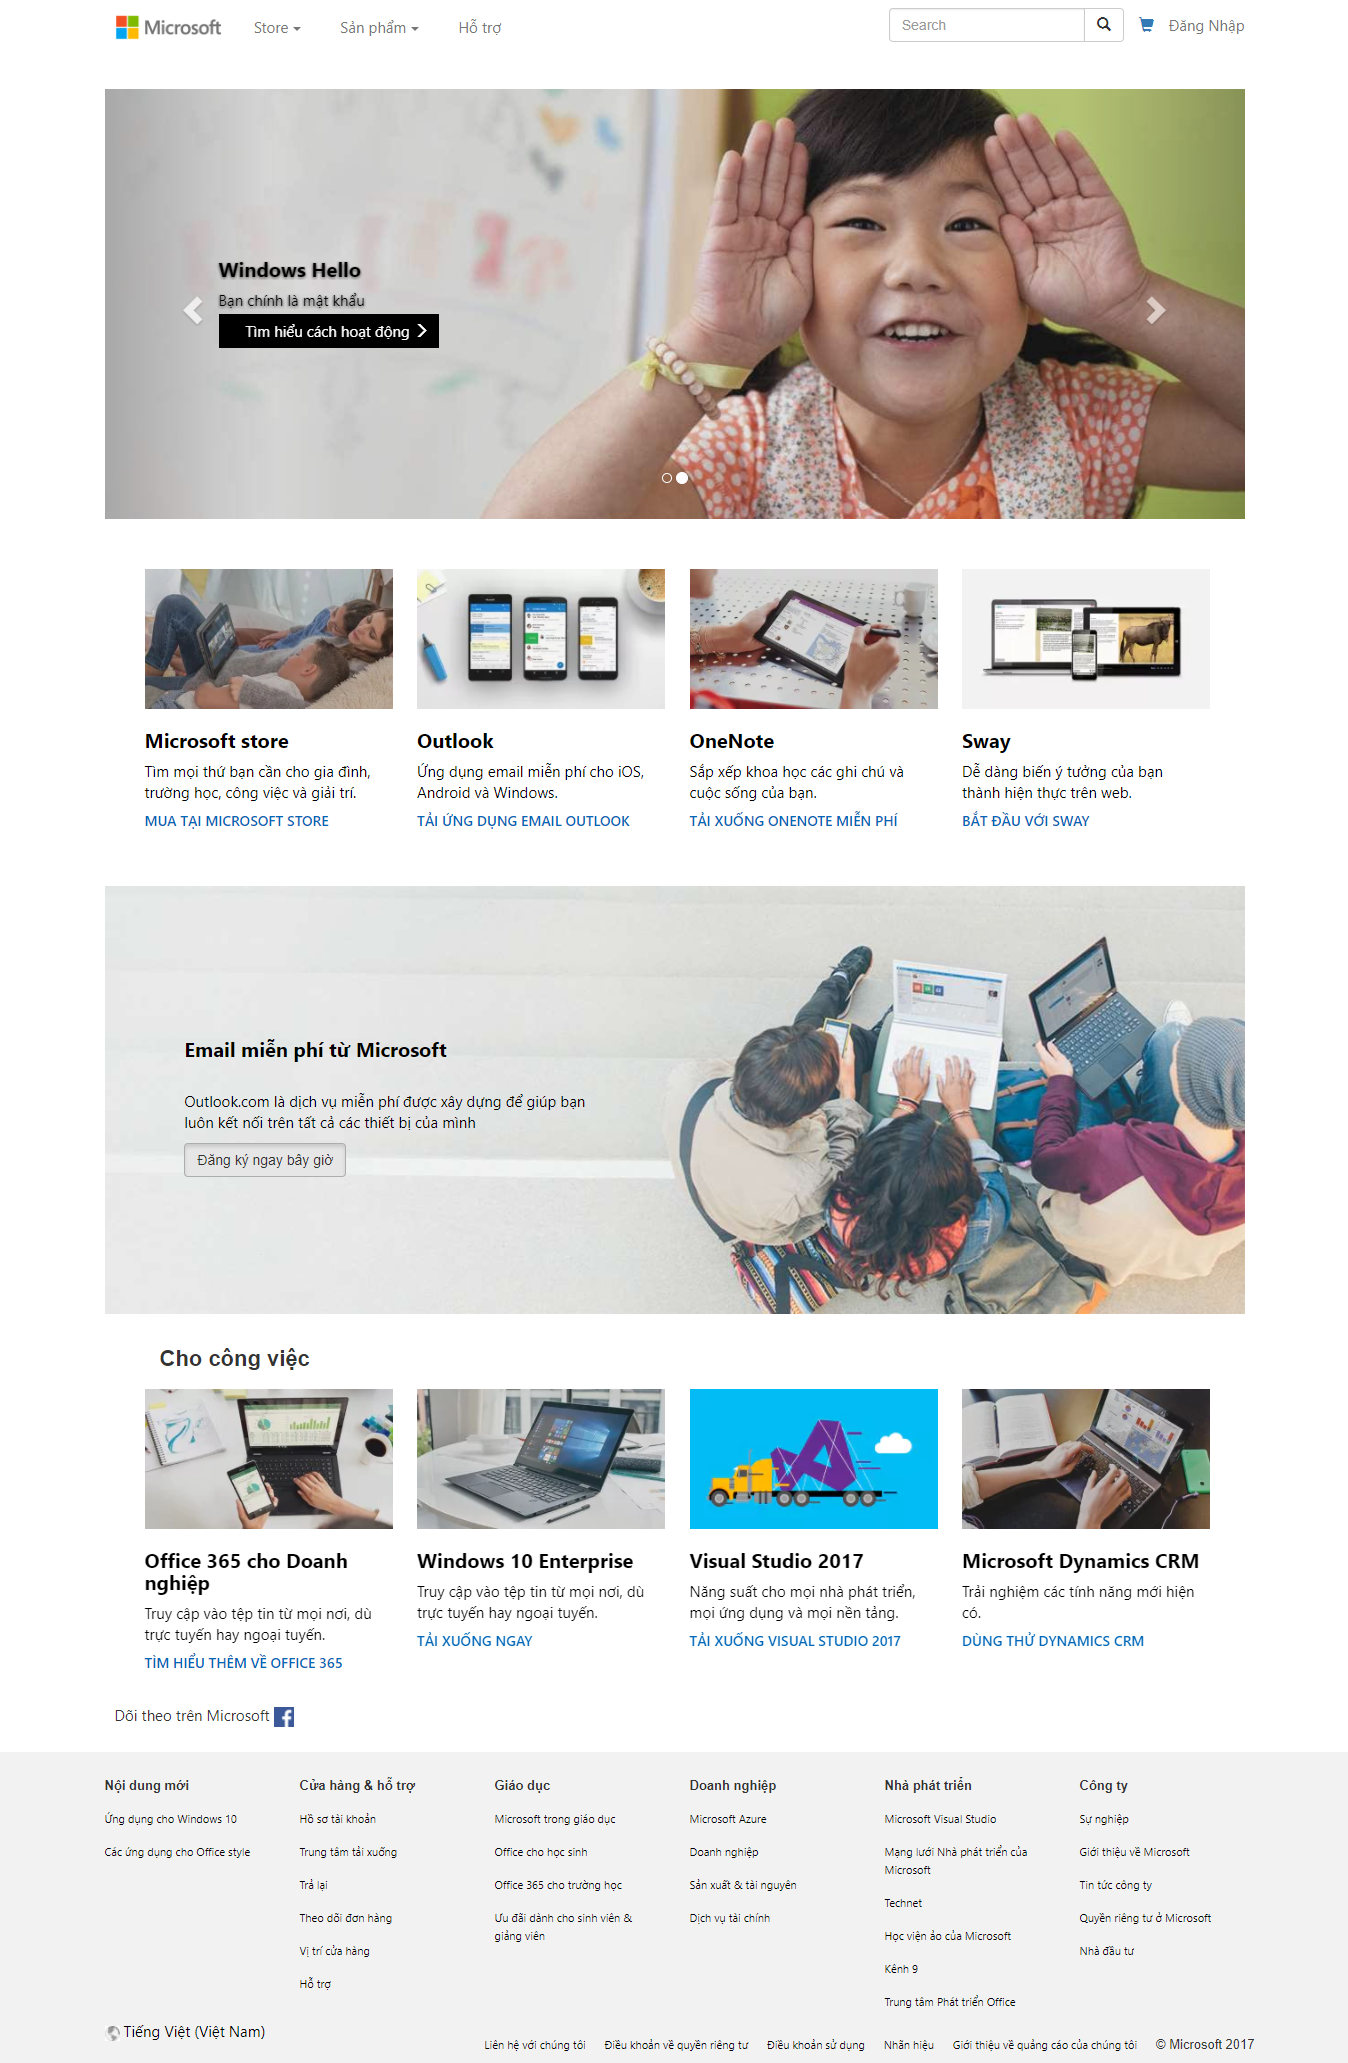 Microsoft Store Sản phẩm Hỗ trợ Search Đăng Nhập
Windows Hello
Bạn chính là mật khẩu
Tìm hiểu cách hoạt động
Microsoft store
Tìm mọi thứ bạn cần cho gia đình,
trường học, công việc và giải trí.
MUA TẠI MICROSOFT STORE
Outlook
Ứng dụng email miễn phí cho iOS,
Android và Windows.
TẢI ỨNG DỤNG EMAIL OUTLOOK
OneNote
Sắp xếp khoa học các ghi chú và
cuộc sống của bạn.
TẢI XUỐNG ONENOTE MIỄN PHÍ
Sway
Dễ dàng biến ý tưởng của bạn
thành hiện thực trên web.
BẮT ĐẦU VỚI SWAY
Email miễn phí từ Microsoft
Outlook.com là dịch vụ miễn phí được xây dựng để giúp bạn
luôn kết nối trên tất cả các thiết bị của mình
Đăng ký ngay bây giờ
Cho công việc
Office 365 cho Doanh
nghiệp
Truy cập vào tệp tin từ mọi nơi, dù
trực tuyến hay ngoại tuyến.
TÌM HIỂU THÊM VỀ OFFICE 365
Windows 10 Enterprise
Truy cập vào tệp tin từ mọi nơi, dù
trực tuyến hay ngoại tuyến.
TẢI XUỐNG NGAY
Visual Studio 2017
Năng suất cho mọi nhà phát triển,
mọi ứng dụng và mọi nền tảng.
TẢI XUỐNG VISUAL STUDIO 2017
Microsoft Dynamics CRM
Trải nghiệm các tính năng mới hiện
có.
DÙNG THỬ DYNAMICS CRM
Dõi theo trên Microsoft
Nội dung mới
Ứng dụng cho Windows 10
Các ứng dụng cho Office style
Cửa hàng & hỗ trợ
Hồ sơ tài khoản
Trung tâm tải xuống
Trả lại
Theo dõi đơn hàng
Vị trí cửa hàng
Hỗ trợ
Giáo dục
Microsoft trong giáo dục
Office cho học sinh
Office 365 cho trường học
Ưu đãi dành cho sinh viên &
giảng viên
Doanh nghiệp
Microsoft Azure
Doanh nghiệp
Sản xuất & tài nguyên
Dịch vụ tài chính
Nhà phát triển
Microsoft Visual Studio
Mạng lưới Nhà phát triển của
Microsoft
Technet
Học viện ảo của Microsoft
Kênh 9
Trung tâm Phát triển Office
Công ty
Sự nghiệp
Giới thiệu về Microsoft
Tin tức công ty
Quyền riêng tư ở Microsoft
Nhà đầu tư
Tiếng Việt (Việt Nam)
Liên hệ với chúng tôi Điều khoản về quyền riêng tư Điều khoản sử dụng Nhãn hiệu Giới thiệu về quảng cáo của chúng tôi © Microsoft 2017